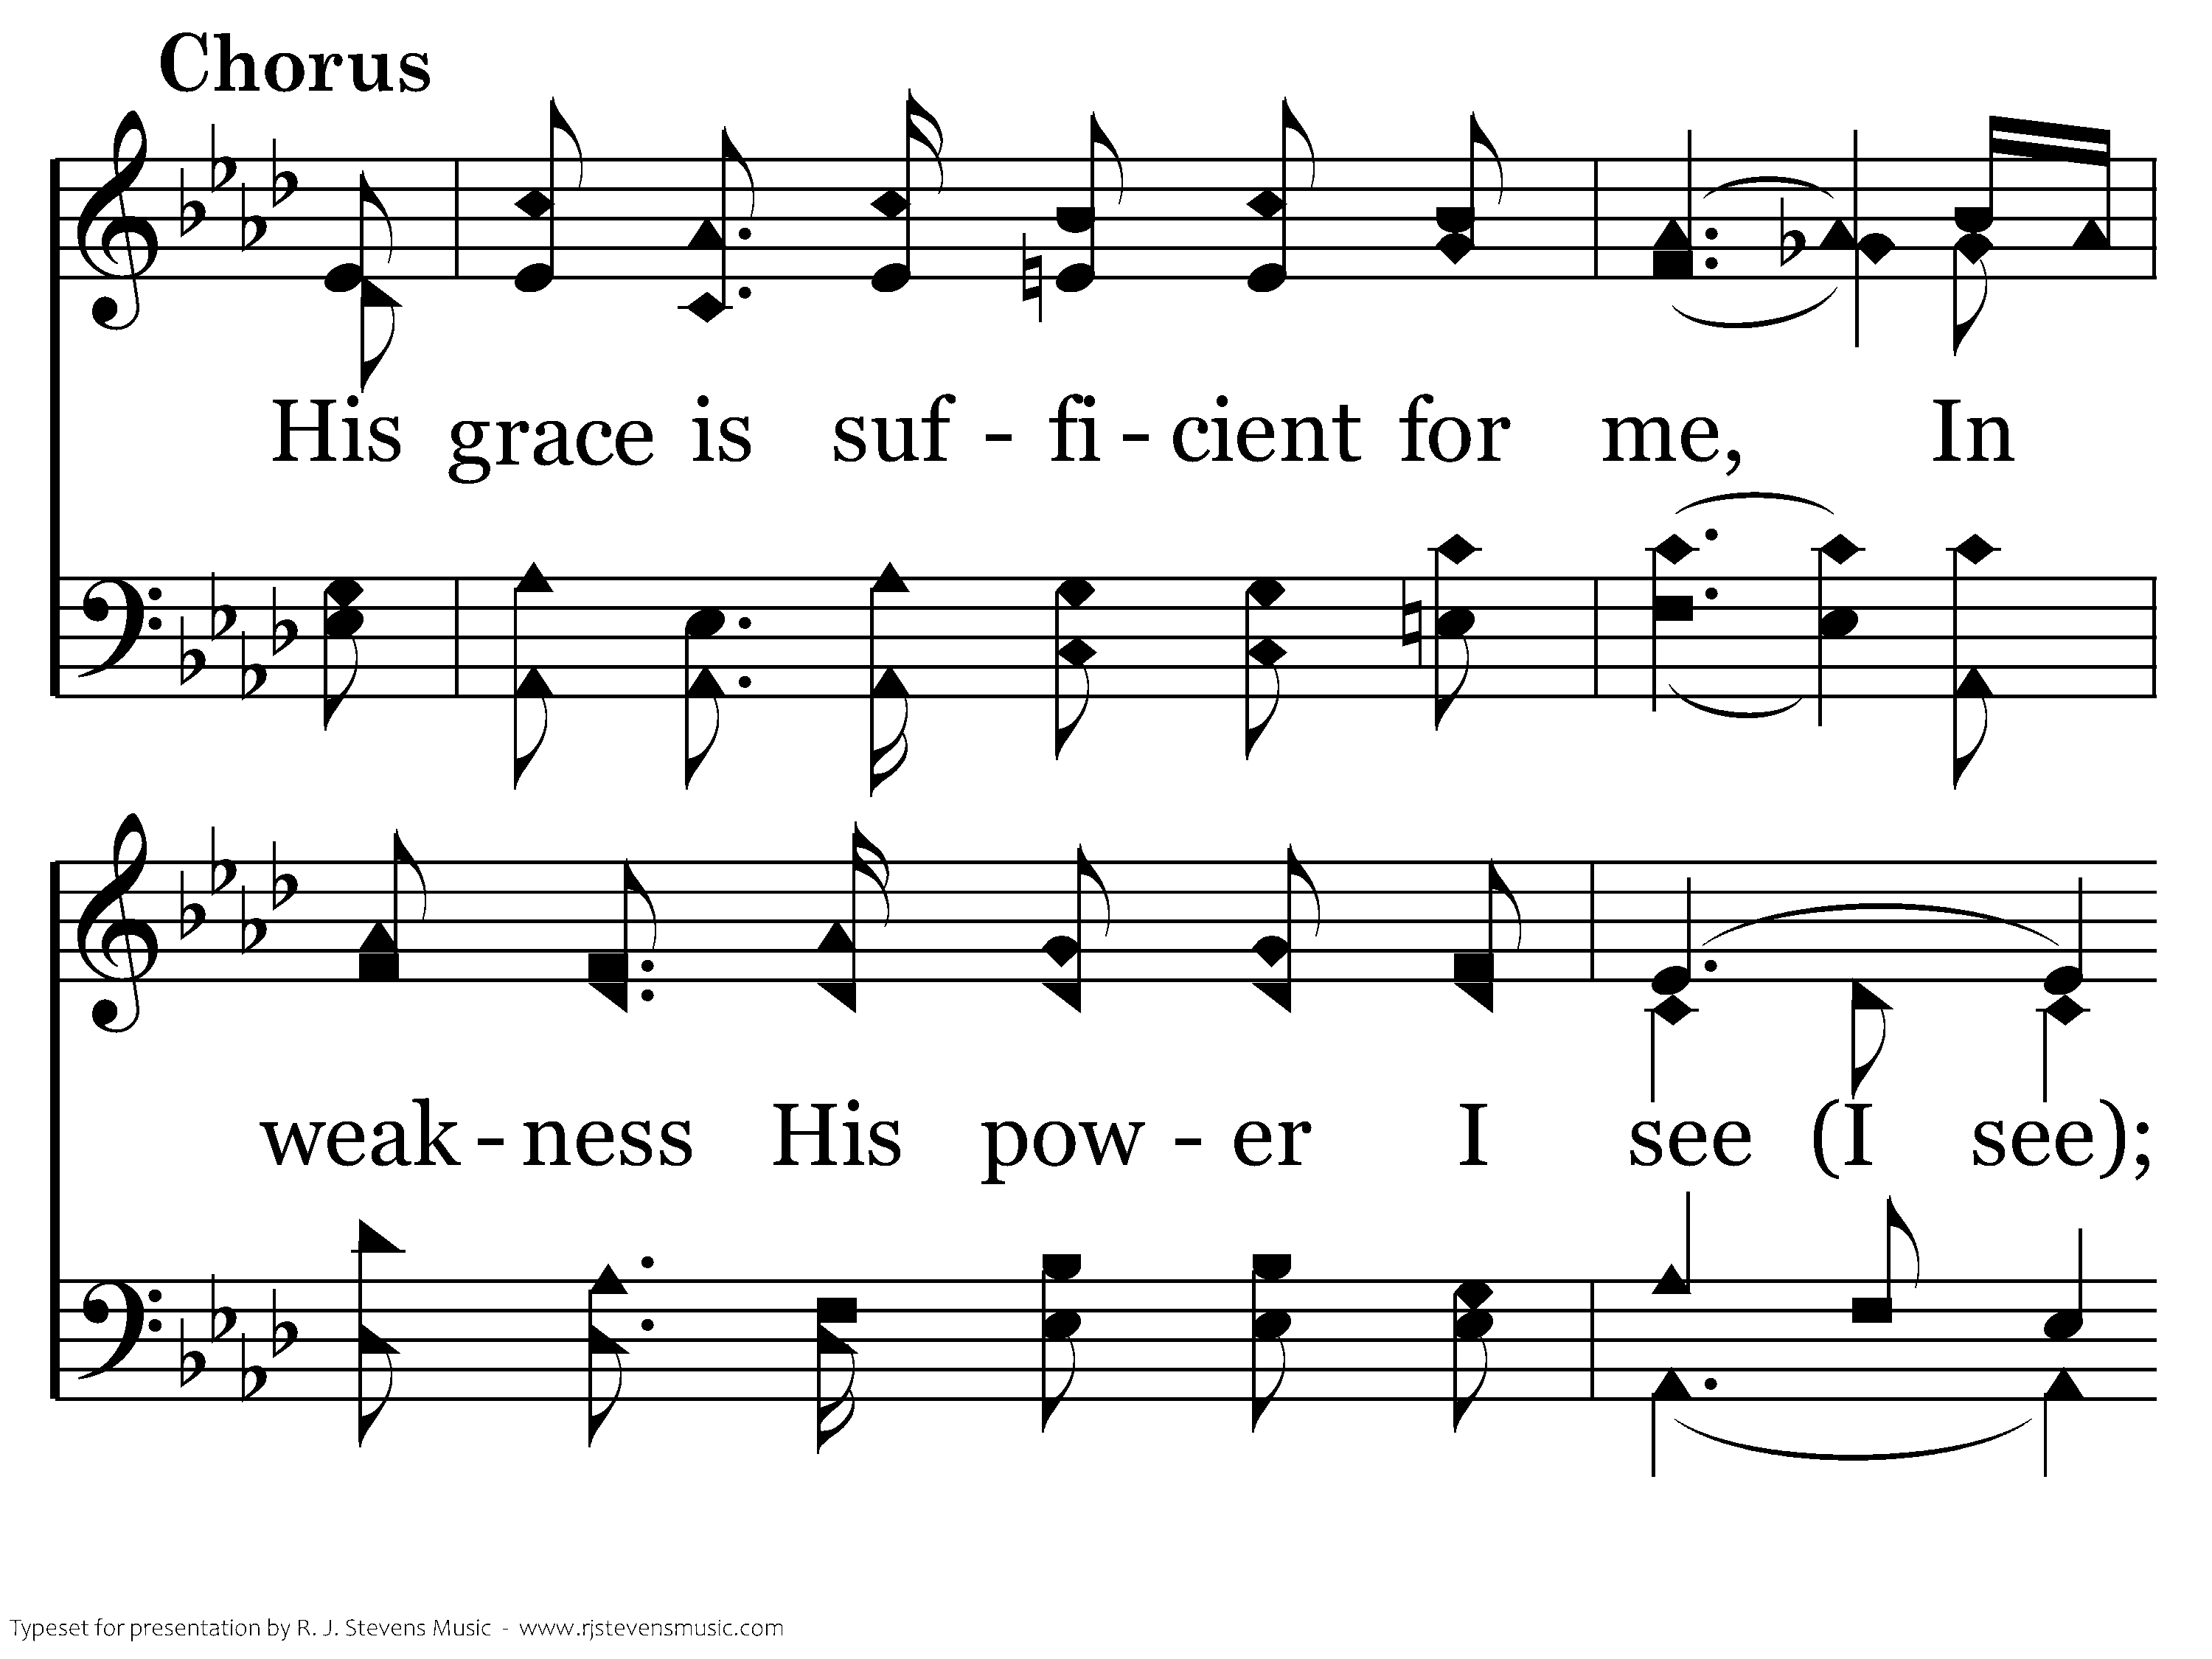 Chorus
His grace is suf - fi - cient for me, In
weak - ness His pow - er I see (I see);
Typeset for presentation by R. J. Stevens Music - www.rjstevensmusic.com